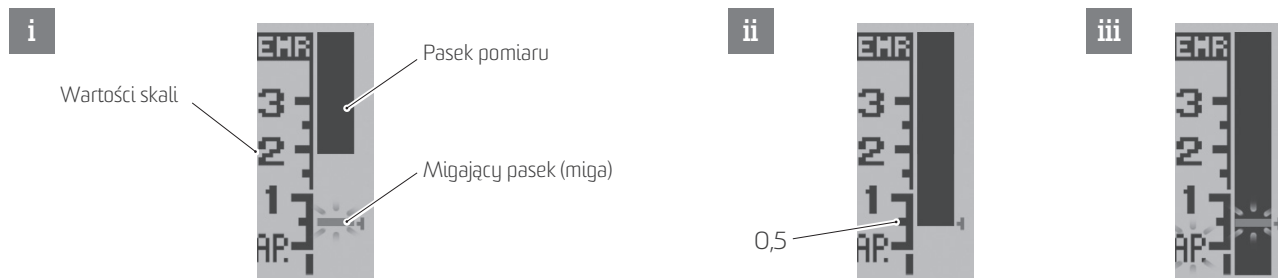 i
EHR
3
2
1
AP.
Wartości skali
Pasek pomiaru
Migający pasek (miga)
ii
EHR
3
2
1
AP.
0,5
iii
EHR
3
2
1
AP.